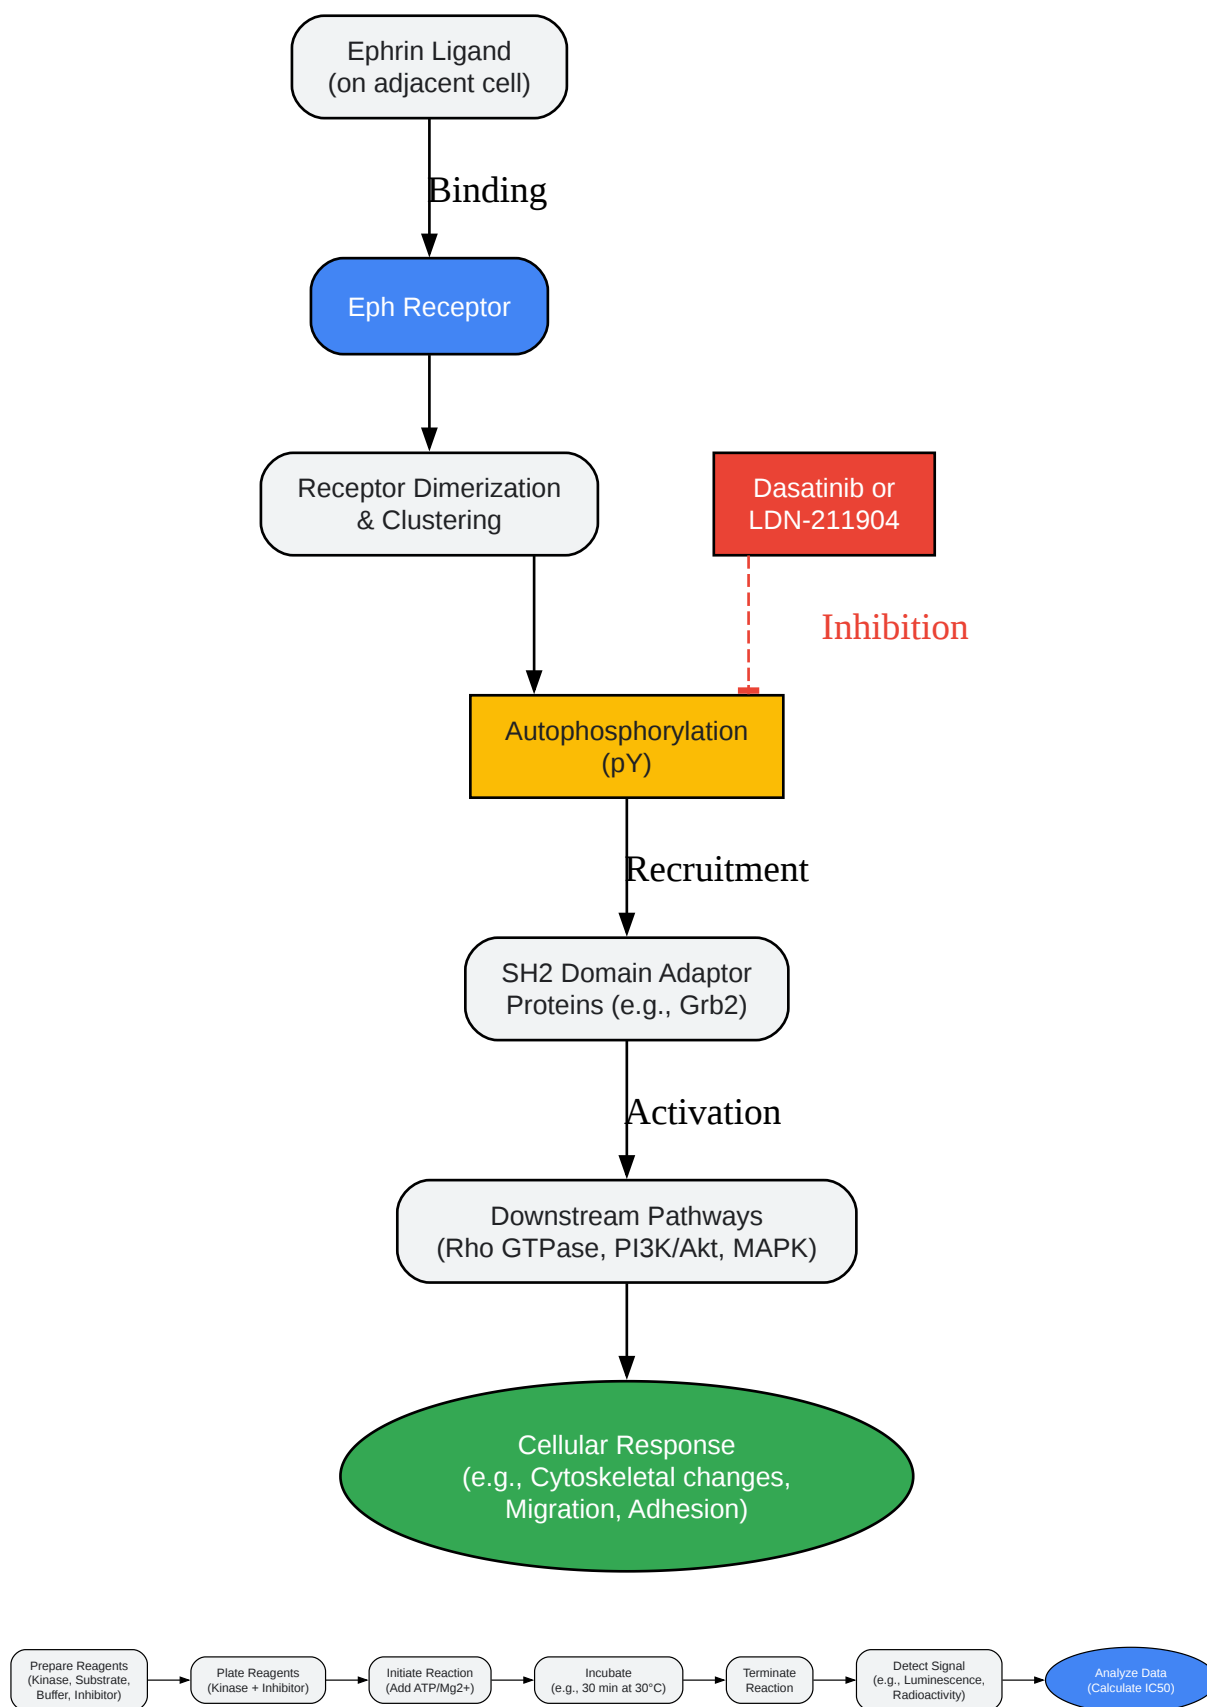 Ephrin Ligand
(on adjacent cell)
Binding
Eph Receptor
Receptor Dimerization
& Clustering
Dasatinib or
LDN-211904
Inhibition
Autophosphorylation
(pY)
Recruitment
SH2 Domain Adaptor
Proteins (e.g., Grb2)
Activation
Downstream Pathways
(Rho GTPase, PI3K/Akt, MAPK)
Cellular Response
(e.g., Cytoskeletal changes,
Migration, Adhesion)
Prepare Reagents
(Kinase, Substrate,
Buffer, Inhibitor)
Plate Reagents
(Kinase + Inhibitor)
Initiate Reaction
(Add ATP/Mg2+)
Incubate
(e.g., 30 min at 30°C)
Terminate
Reaction
Detect Signal
(e.g., Luminescence,
Radioactivity)
Analyze Data
(Calculate IC50)